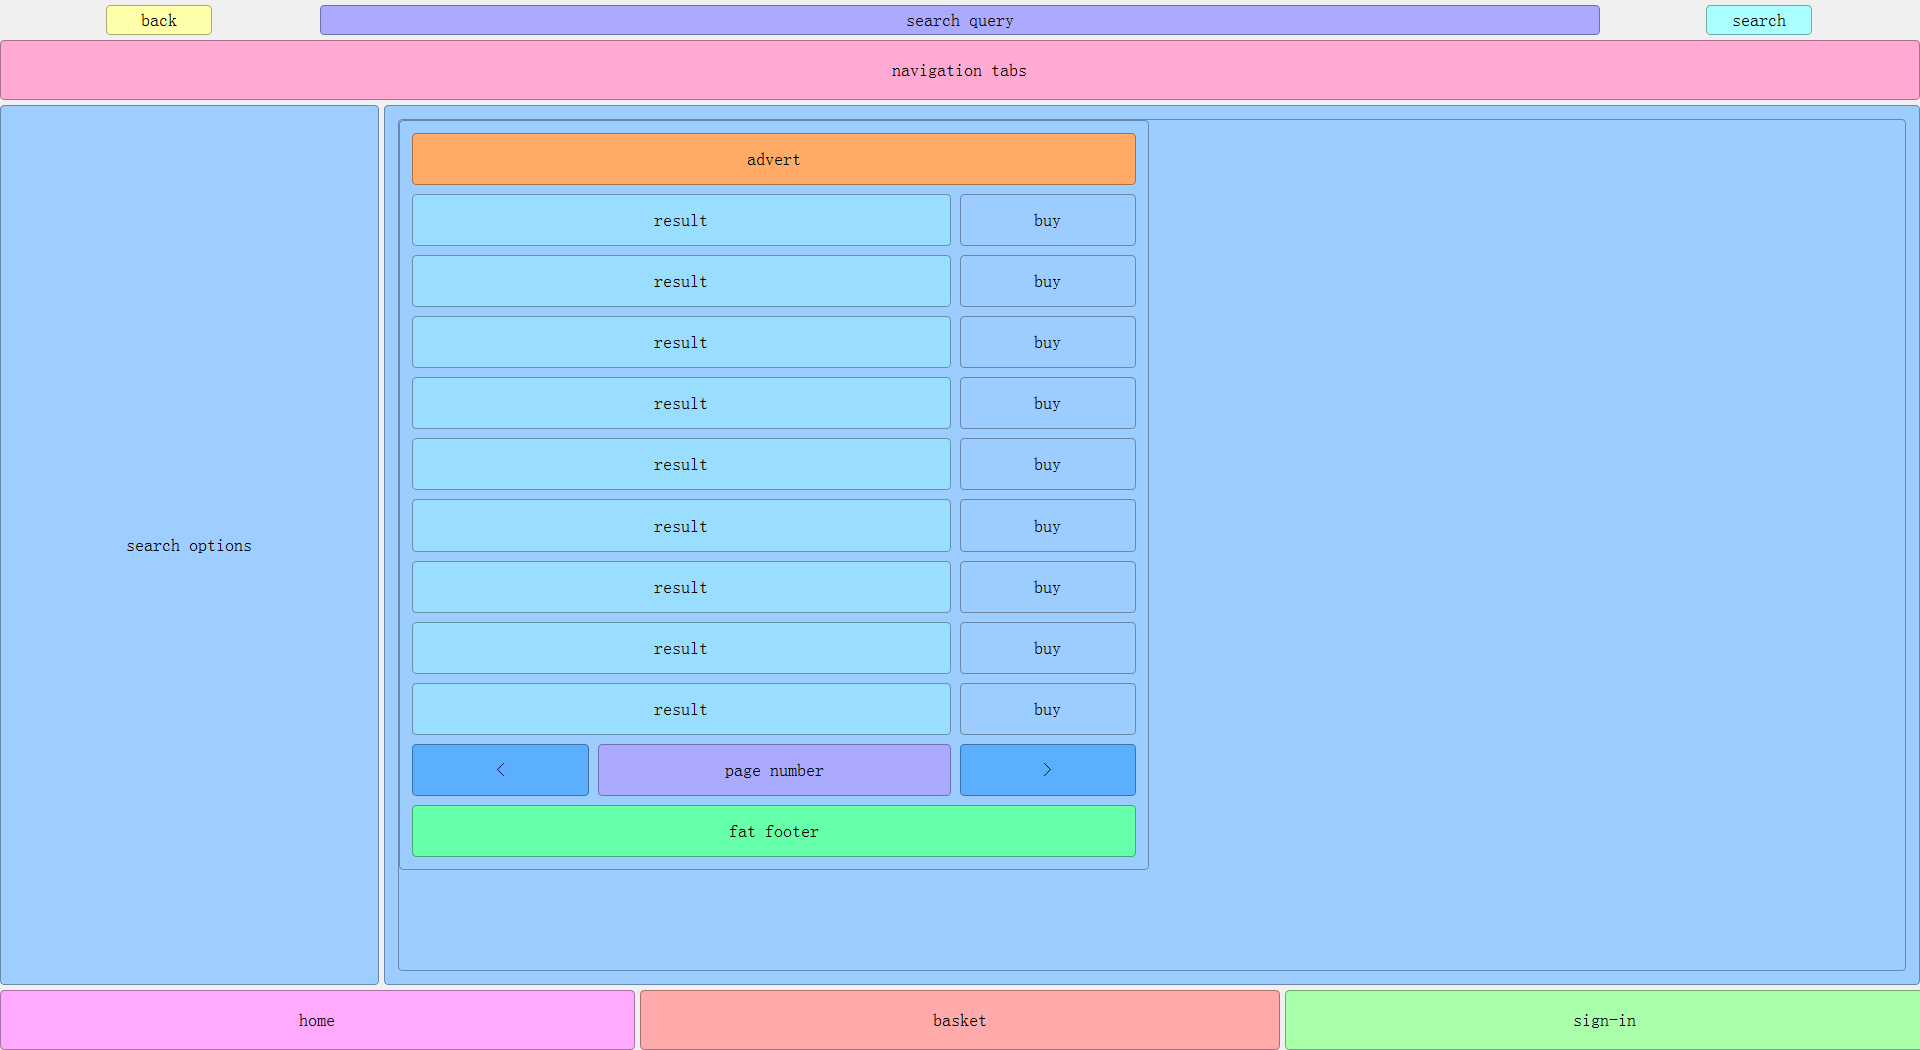 back
search query
search
navigation tabs
search options
advert
result buy
result buy
result buy
result buy
result buy
result buy
result buy
result buy
result buy
< page number >
fat footer
home
basket
sign-in